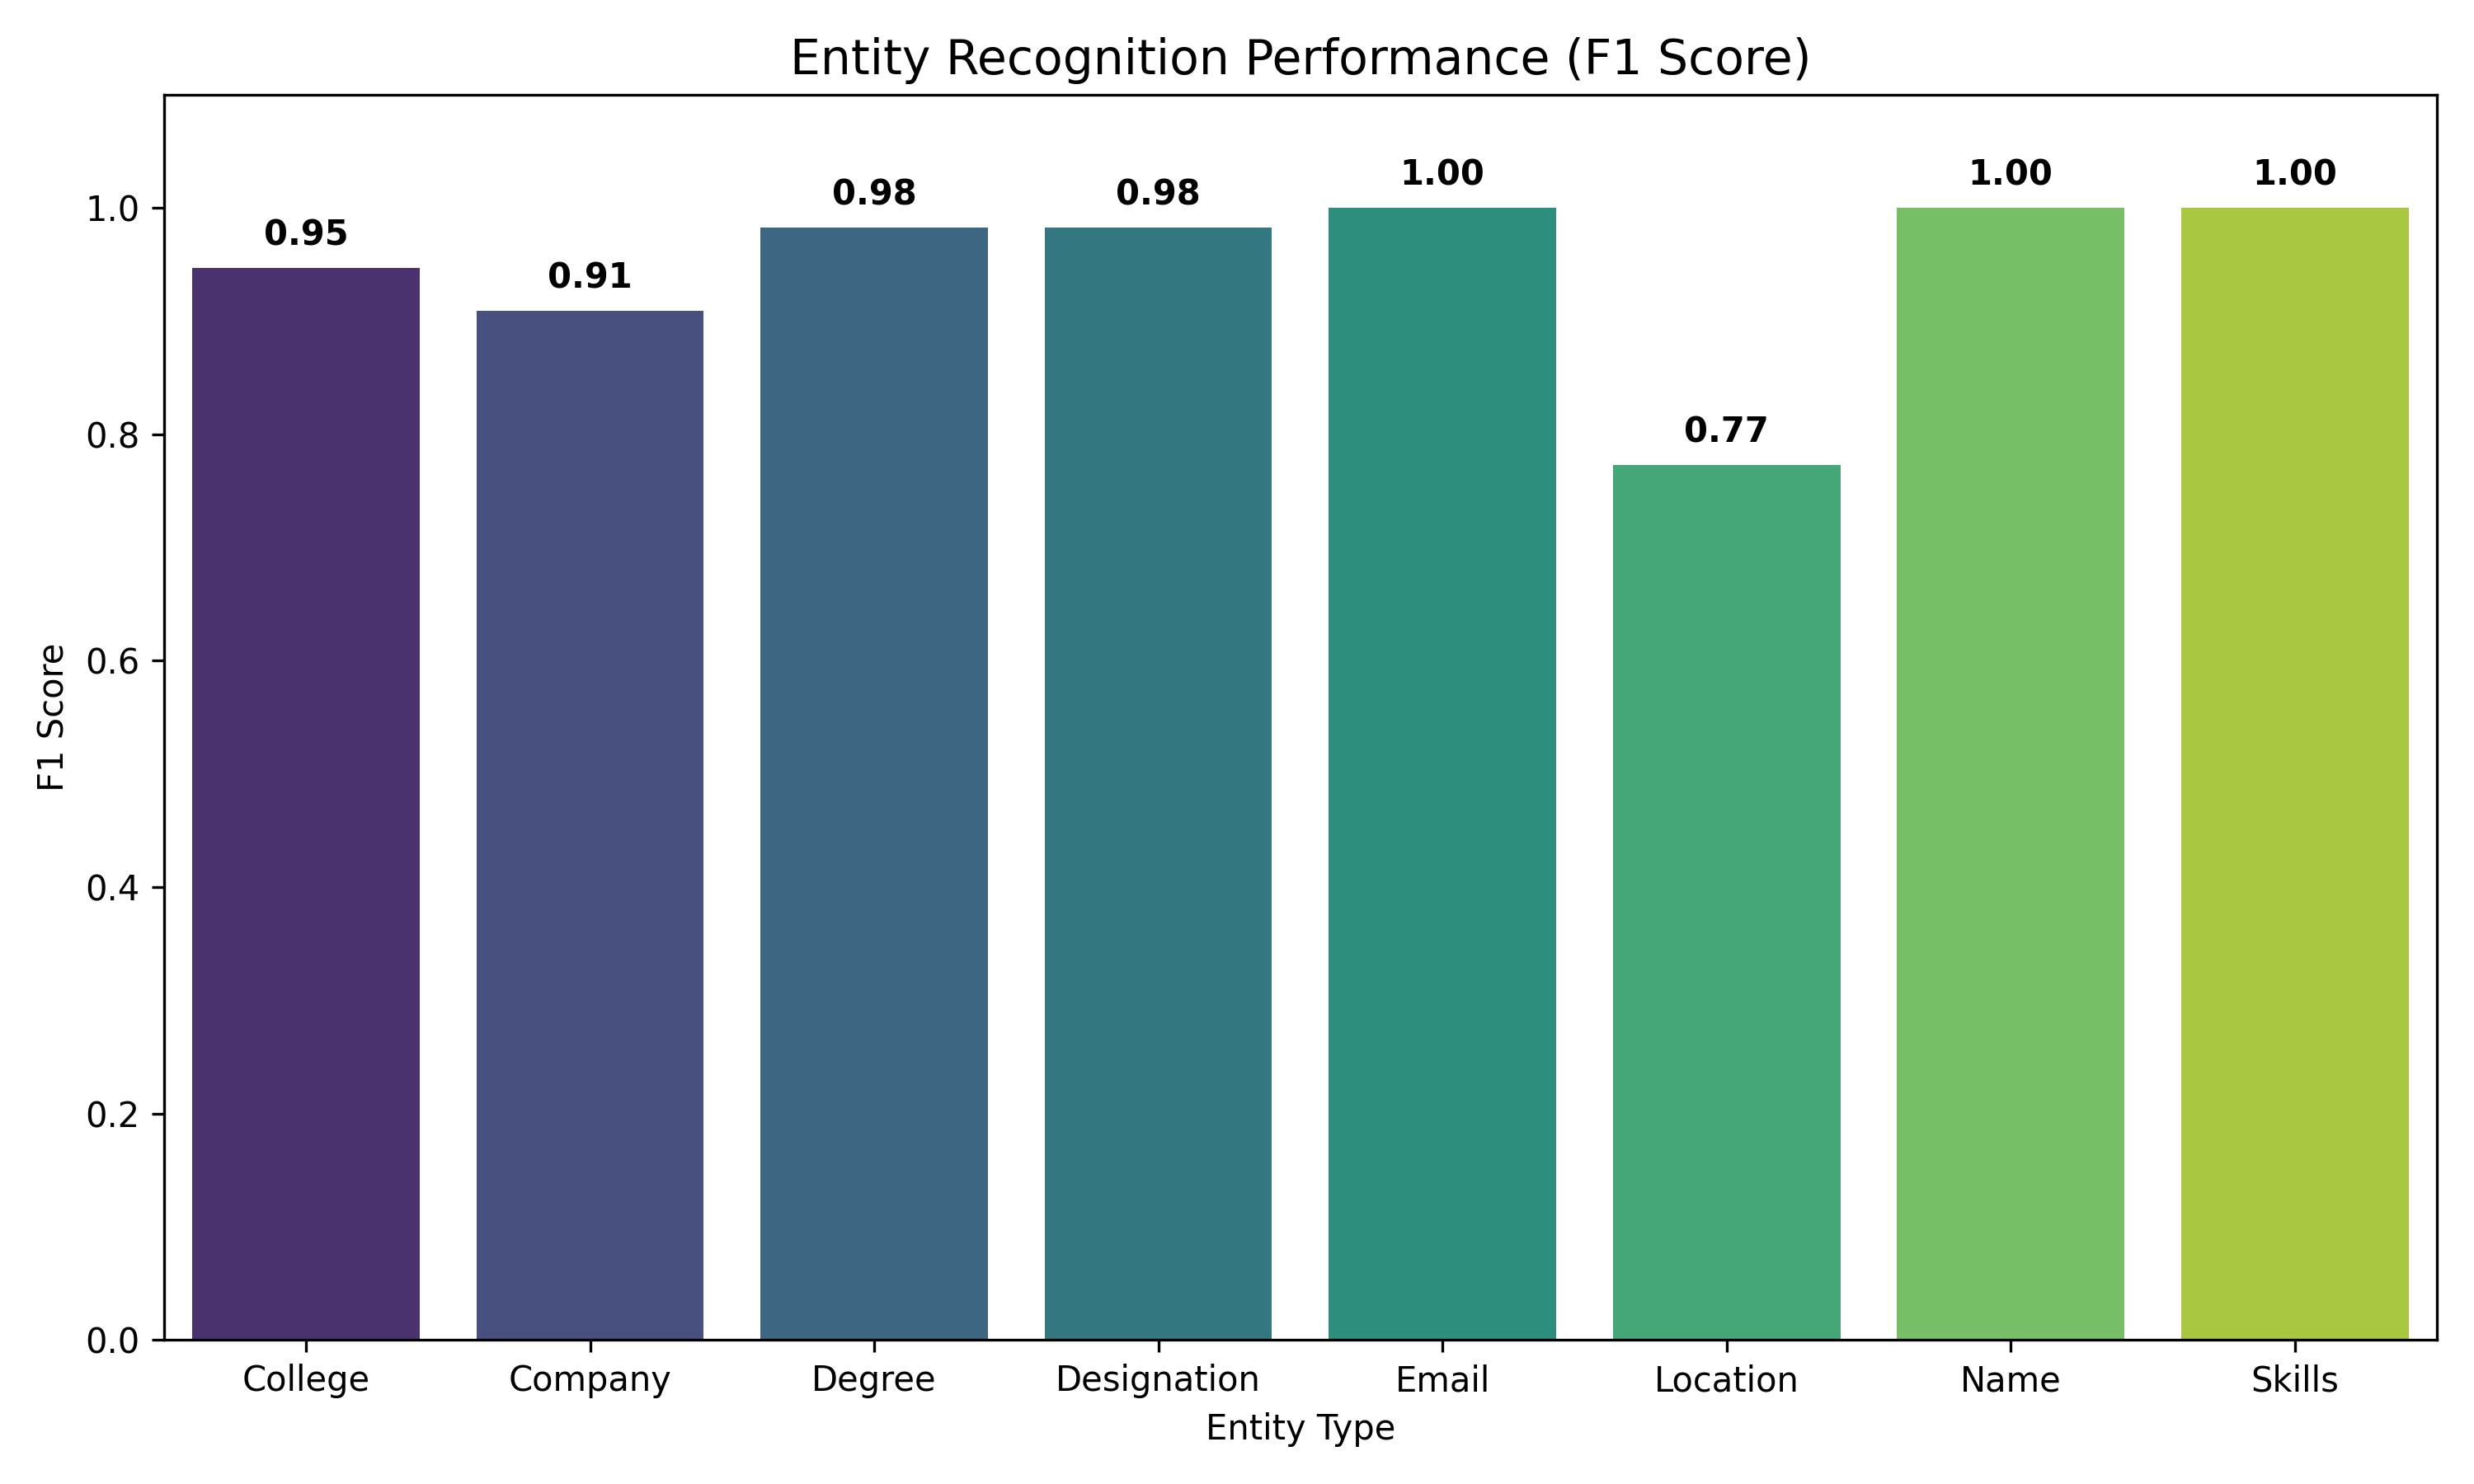 Entity Recognition Performance (F1 Score)
1.00 1.00 1.00
0.98 0.98
0.95
0.91
0.77
1.0
0.8
0.6
0.4
0.2
0.0
F1 Score
College Company Degree Designation Email Location Name Skills
Entity Type